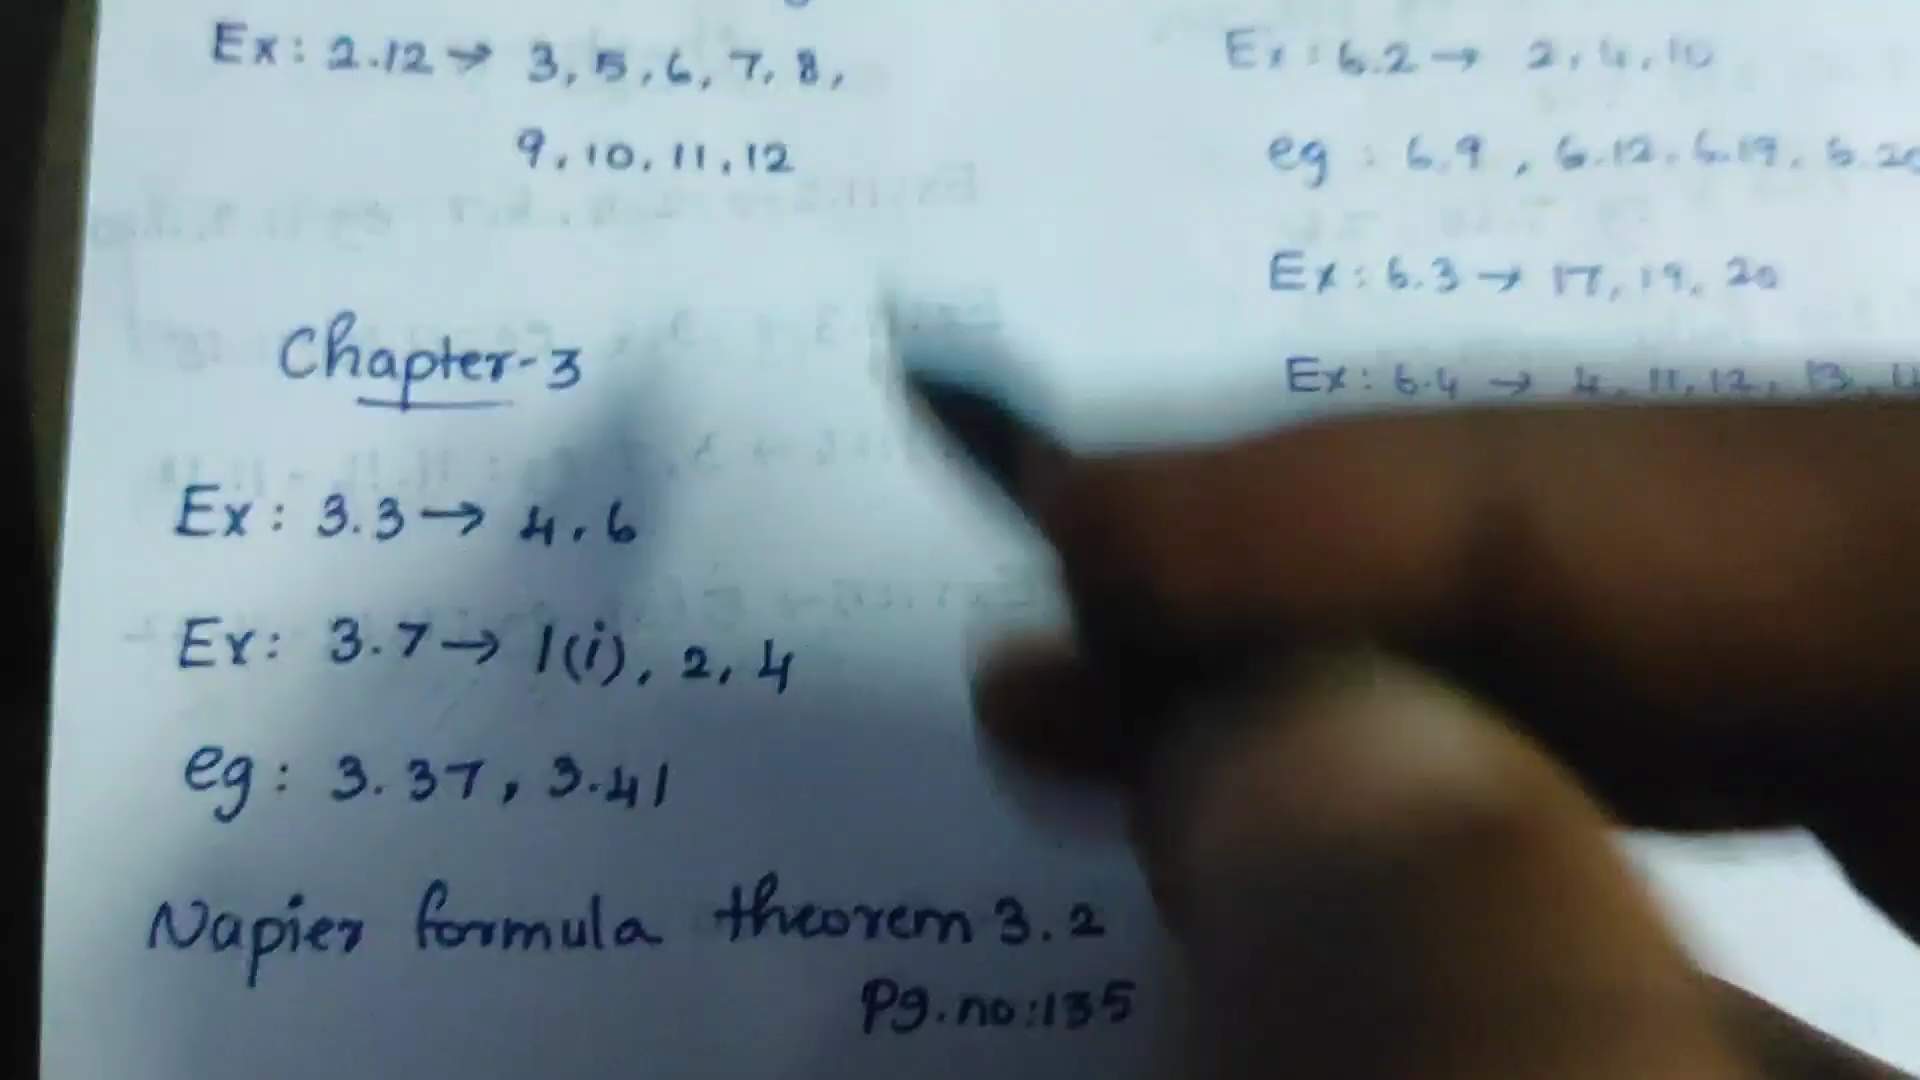 Ex: 2.12 → 3, 5, 6, 7, 8,
9, 10, 11, 12
Chapter-3
Ex: 3.3 → 4, 6
Ex: 3.7 → 1(i), 2, 4
eg: 3.37, 3.41
Napier formula theorem 3.2
Pg.no:135
Ex: 6.2 → 2, 4, 10
eg: 6.9, 6.12, 6.19, 6.20
Ex: 6.3 → 17, 19, 20
Ex: 6.4 → 4, 11, 12, 13,